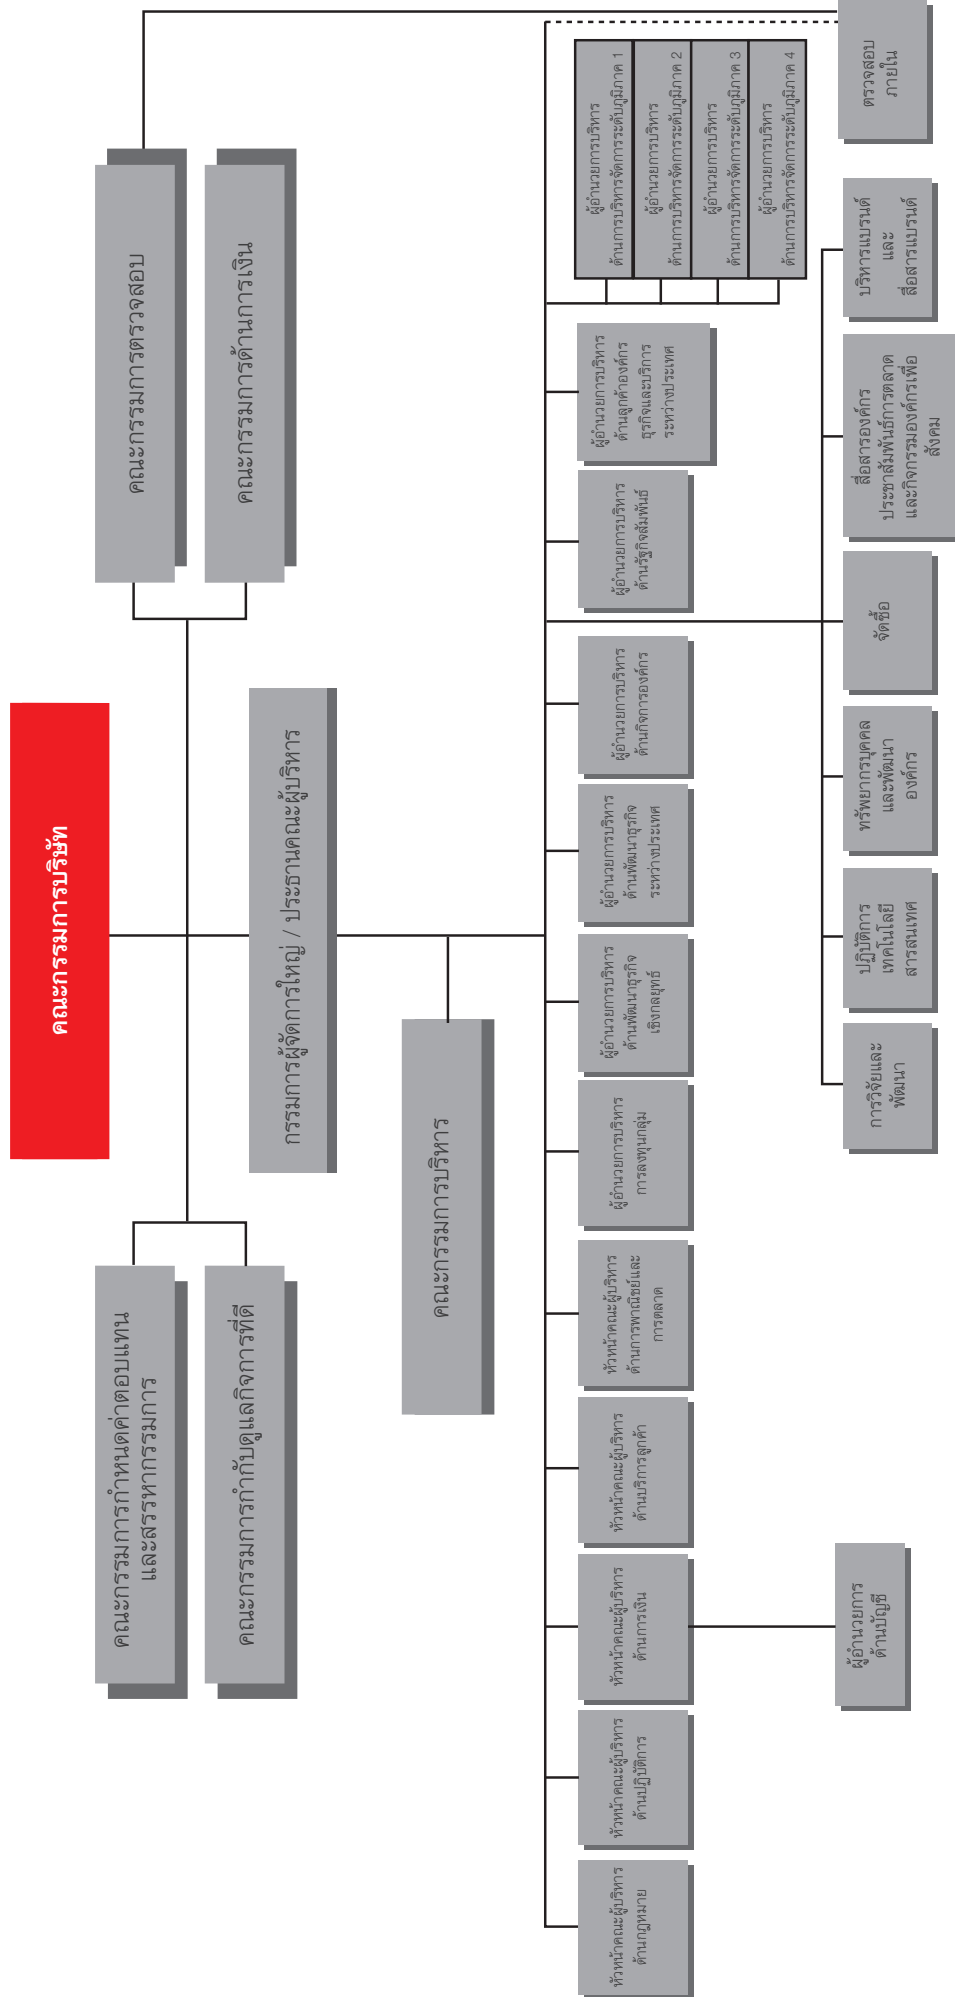 คณะกรรมการบริษัท
คณะกรรมการกำหนดค่าตอบแทน
และสรรหากรรมการ
คณะกรรมการกำกับดูแลกิจการที่ดี
คณะกรรมการตรวจสอบ
คณะกรรมการด้านการเงิน
กรรมการผู้จัดการใหญ่ / ประธานคณะผู้บริหาร
คณะกรรมการบริหาร
หัวหน้าคณะผู้บริหาร
ด้านกฎหมาย
หัวหน้าคณะผู้บริหาร
ด้านปฏิบัติการ
หัวหน้าคณะผู้บริหาร
ด้านการเงิน
หัวหน้าคณะผู้บริหาร
ด้านบริการลูกค้า
หัวหน้าคณะผู้บริหาร
ด้านการพาณิชย์และ
การตลาด
ผู้อำนวยการบริหาร
การลงทุนกลุ่ม
ผู้อำนวยการบริหาร
ด้านพัฒนาธุรกิจ
เชิงกลยุทธ์
ผู้อำนวยการบริหาร
ด้านพัฒนาธุรกิจ
ระหว่างประเทศ
ผู้อำนวยการบริหาร
ด้านกิจการองค์กร
ผู้อำนวยการบริหาร
ด้านรัฐกิจสัมพันธ์
ผู้อำนวยการบริหาร
ด้านลูกค้าองค์กร
ธุรกิจและบริการ
ระหว่างประเทศ
ผู้อำนวยการบริหาร
ด้านการบริหารจัดการระดับภูมิภาค 1
ผู้อำนวยการบริหาร
ด้านการบริหารจัดการระดับภูมิภาค 2
ผู้อำนวยการบริหาร
ด้านการบริหารจัดการระดับภูมิภาค 3
ผู้อำนวยการบริหาร
ด้านการบริหารจัดการระดับภูมิภาค 4
ผู้อำนวยการ
ด้านบัญชี
การวิจัยและ
พัฒนา
ปฏิบัติการ
เทคโนโลยี
สารสนเทศ
ทรัพยากรบุคคล
และพัฒนา
องค์กร
จัดซื้อ
สื่อสารองค์กร
ประชาสัมพันธ์การตลาด
และกิจกรรมองค์กรเพื่อ
สังคม
บริหารแบรนด์
และ
สื่อสารแบรนด์
ตรวจสอบ
ภายใน